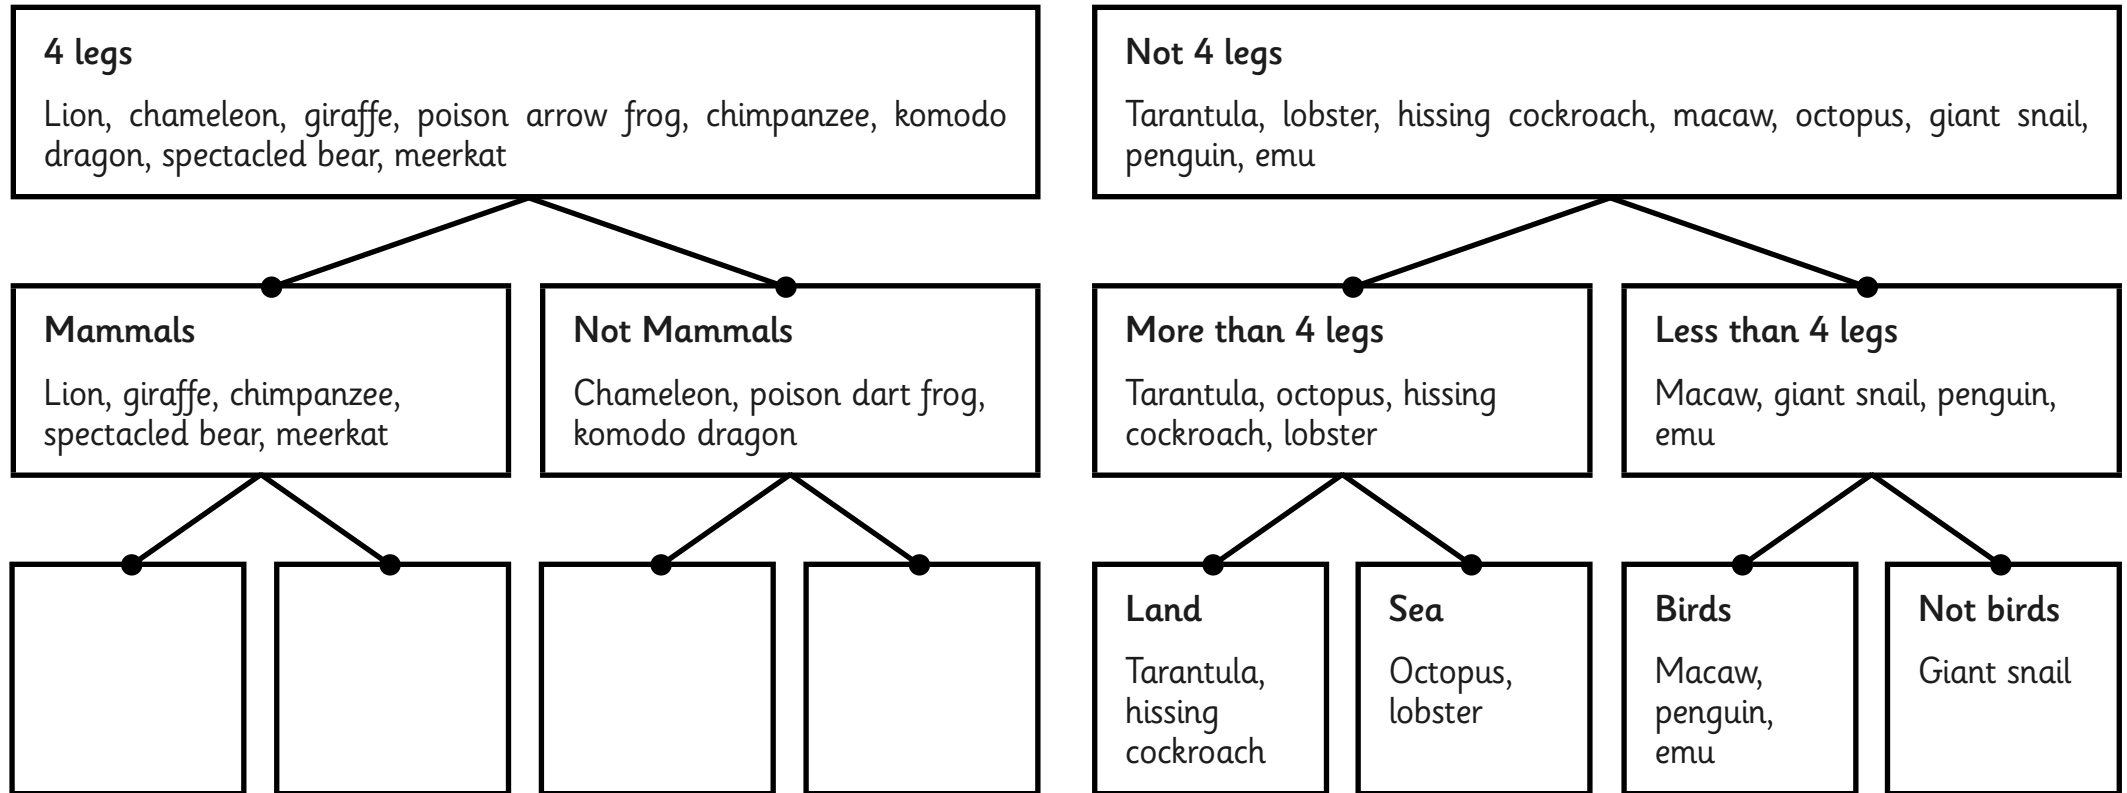 4 legs
Lion, chameleon, giraffe, poison arrow frog, chimpanzee, komodo
dragon, spectacled bear, meerkat
Not 4 legs
Tarantula, lobster, hissing cockroach, macaw, octopus, giant snail,
penguin, emu
Mammals
Lion, giraffe, chimpanzee,
spectacled bear, meerkat
Not Mammals
Chameleon, poison dart frog,
komodo dragon
More than 4 legs
Tarantula, octopus, hissing
cockroach, lobster
Less than 4 legs
Macaw, giant snail, penguin,
emu
Land
Tarantula,
hissing
cockroach
Sea
Octopus,
lobster
Birds
Macaw,
penguin,
emu
Not birds
Giant snail